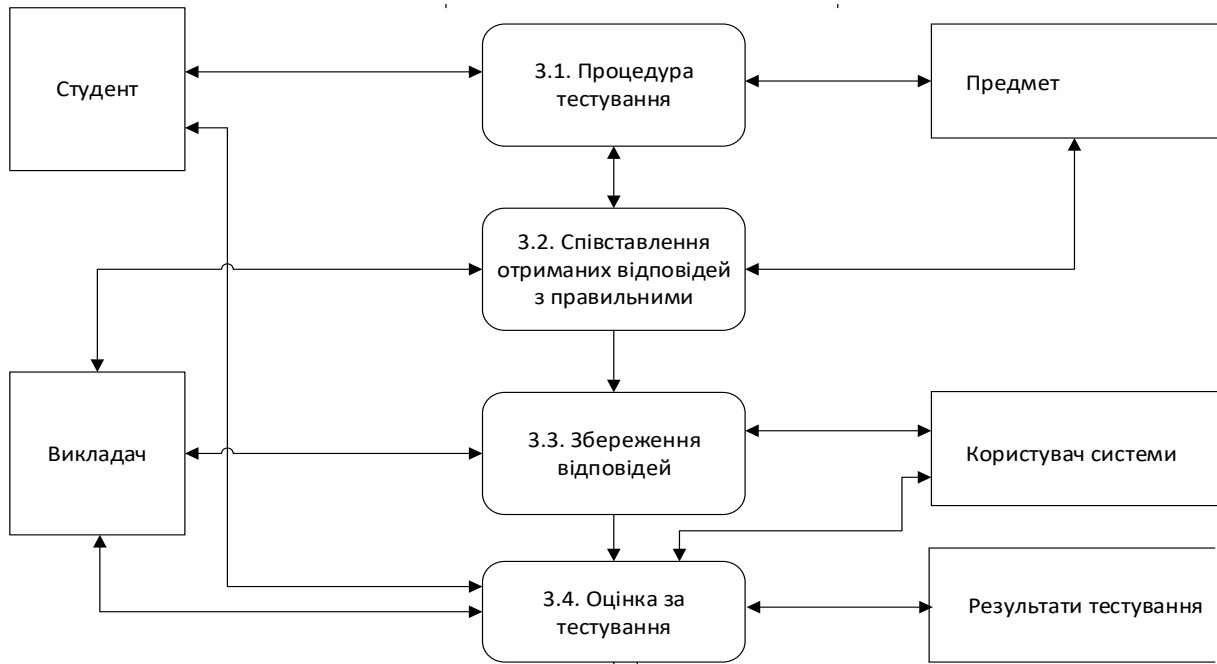 Студент
3.1. Процедура
тестування
Предмет
3.2. Співставлення
отриманих відповідей
з правильними
Викладач
3.3. Збереження
відповідей
Користувач системи
3.4. Оцінка за
тестування
Результати тестування